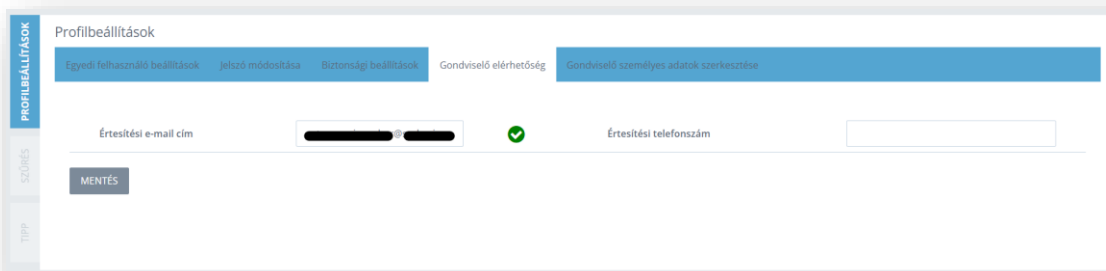 PROFILBEÁLLÍTÁSOK
SZŰRÉS
TIPP
Profilbeállítások
Egyedi felhasználó beállítások Jelszó módosítása Biztonsági beállítások Gondviselő elérhetőség Gondviselő személyes adatok szerkesztése
Értesítési e-mail cím @ Értesítési telefonszám
MENTÉS